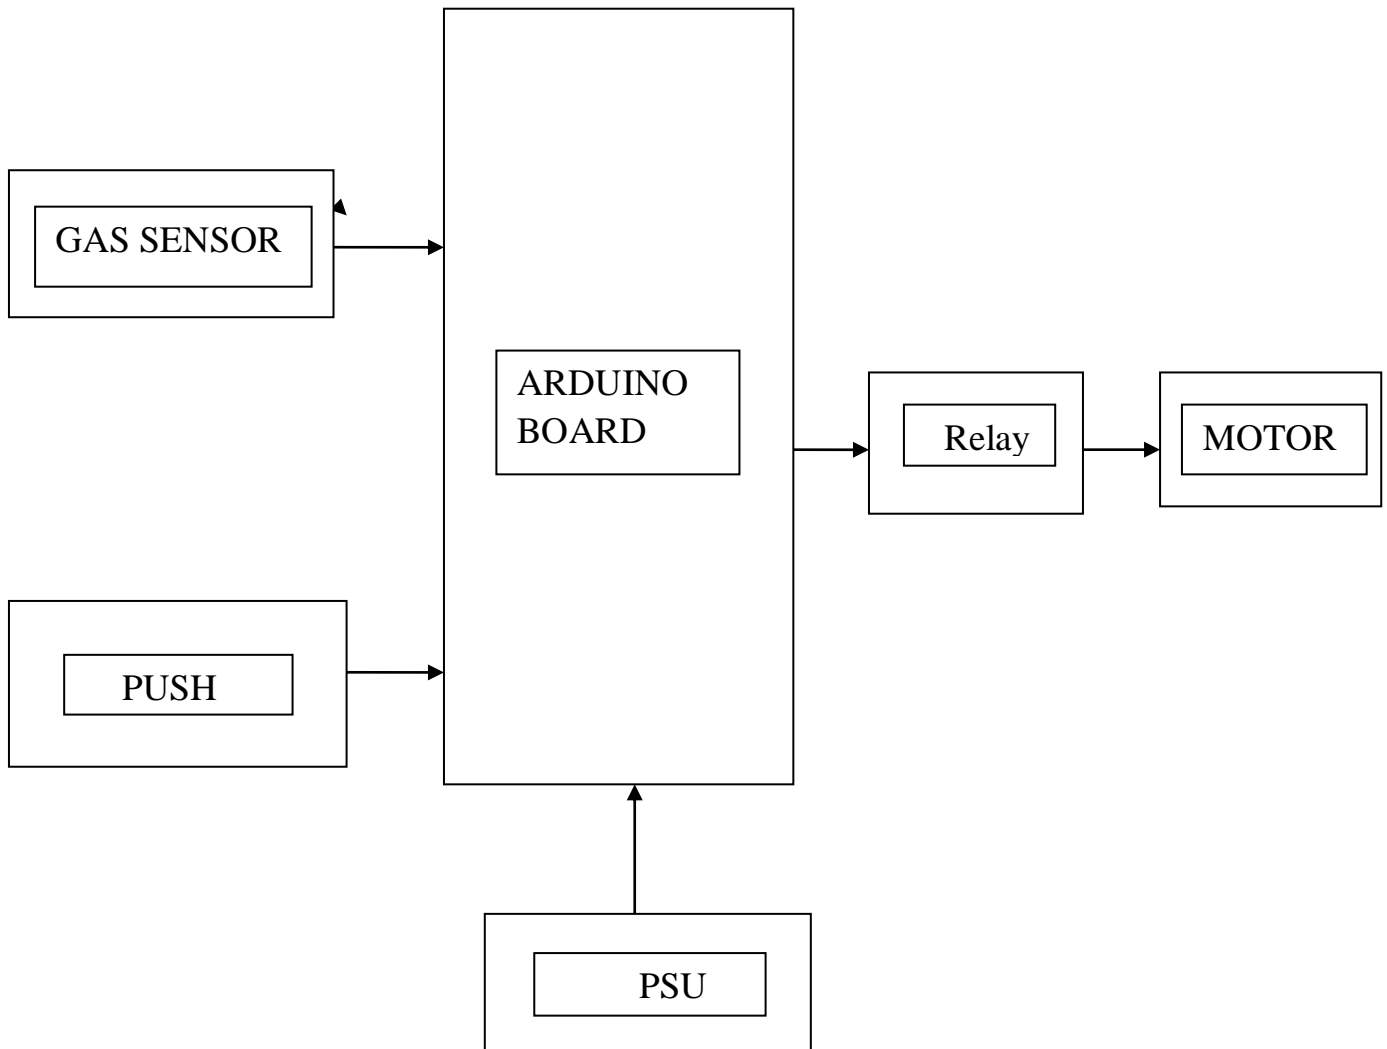 GAS SENSOR
ARDUINO
BOARD
Relay
MOTOR
PUSH
PSU